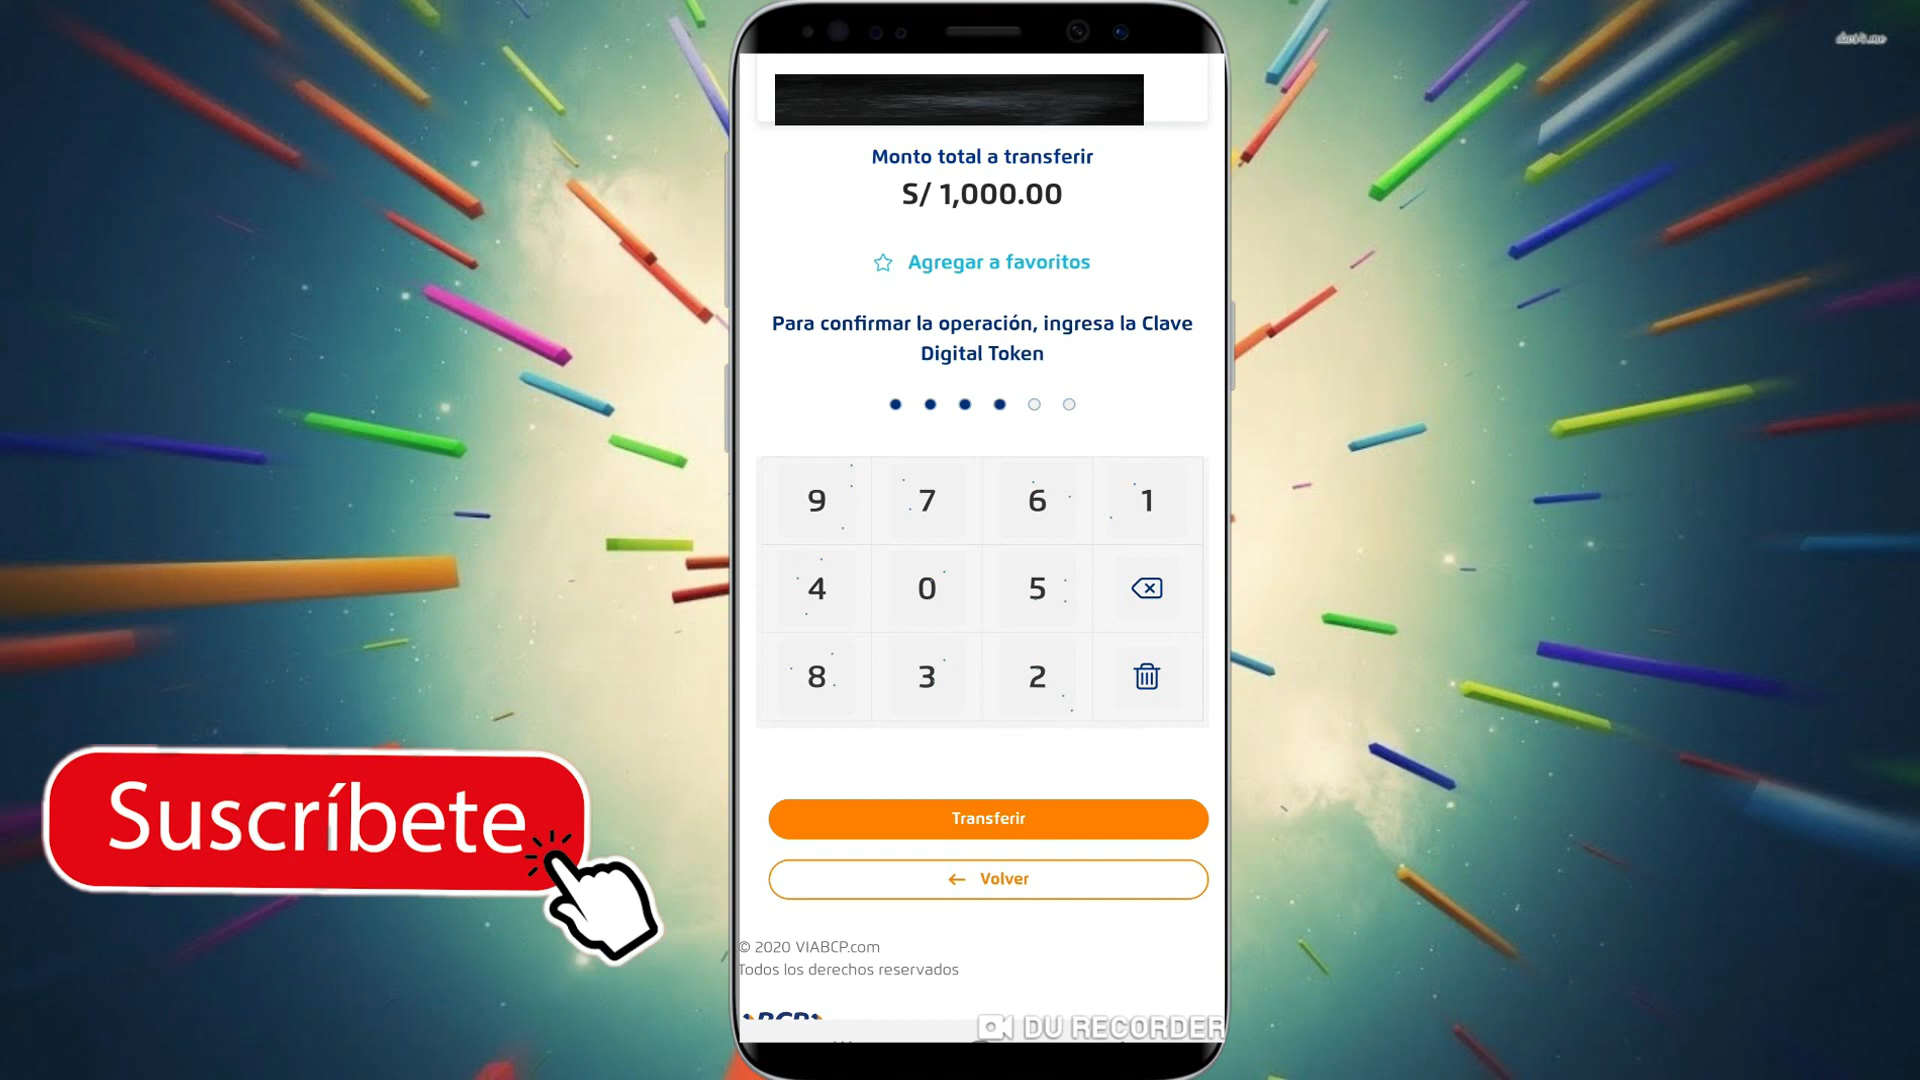 Monto total a transferir
S/ 1,000.00
Agregar a favoritos
Para confirmar la operación, ingresa la Clave
Digital Token
9 7 6 1
4 0 5
8 3 2
Transferir
Volver
© 2020 VIABCP.com
Todos los derechos reservados
BCP
DU RECORDER
Suscríbete